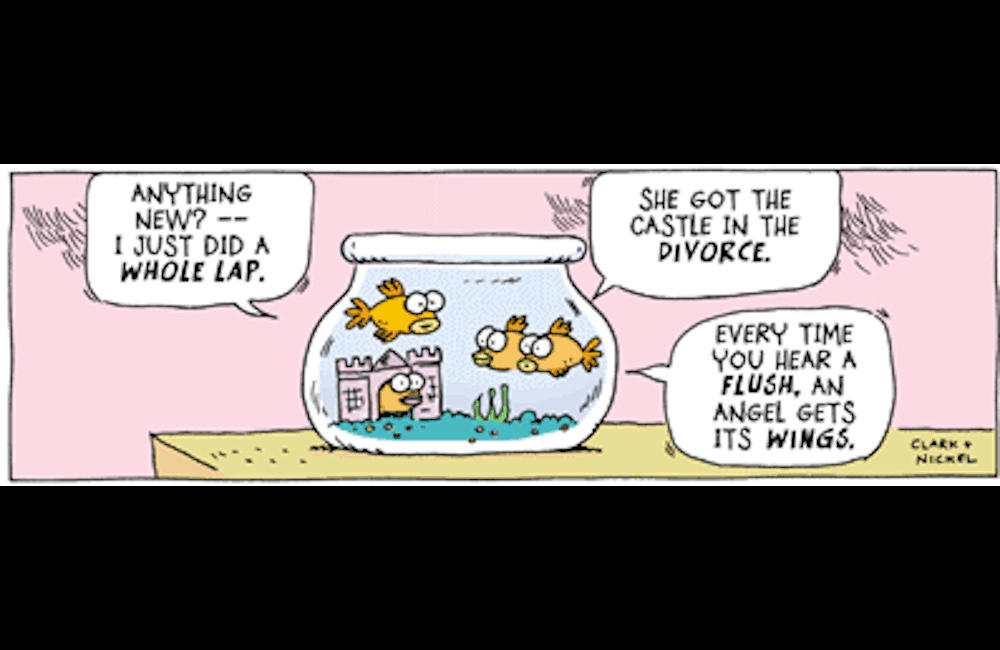 ANYTHING
NEW? --
I JUST DID A
WHOLE LAP.
SHE GOT THE
CASTLE IN THE
DIVORCE.
EVERY TIME
YOU HEAR A
FLUSH, AN
ANGEL GETS
ITS WINGS.
CLARK +
NICKEL